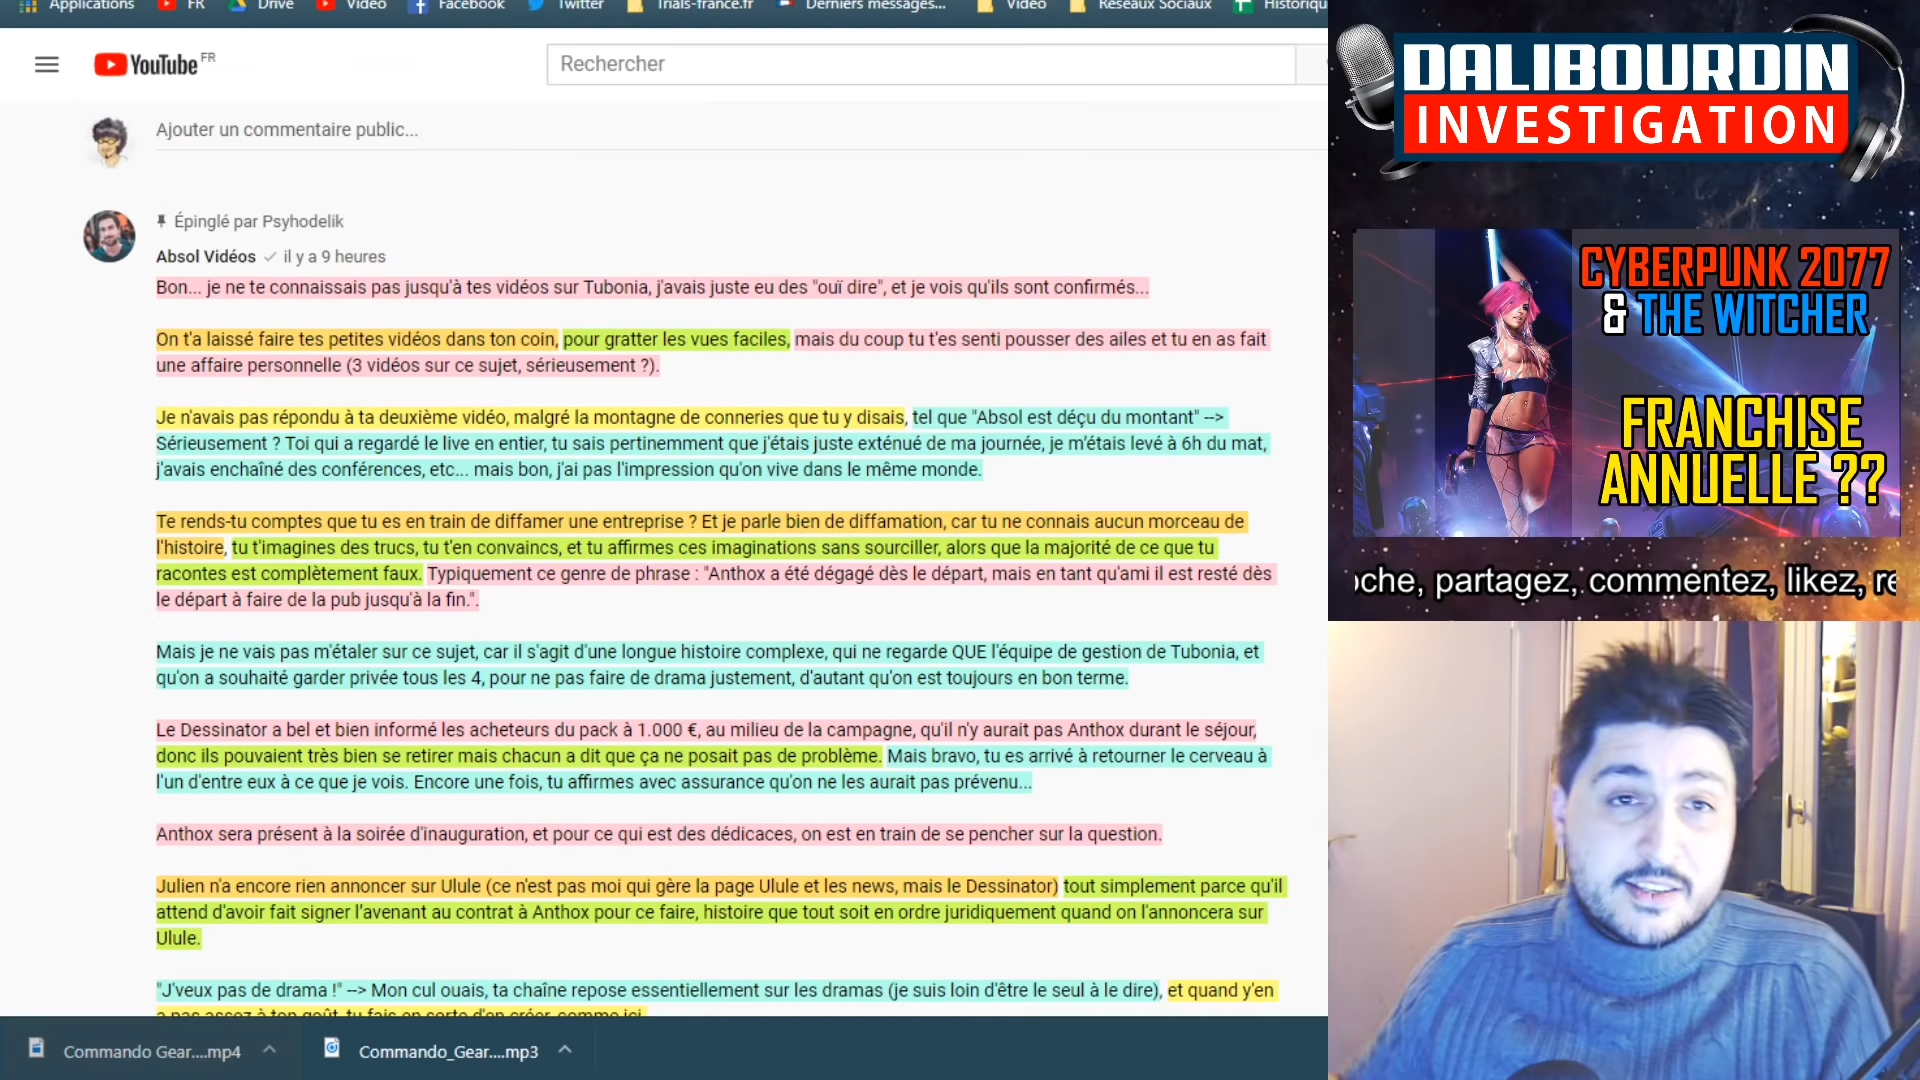 Applications FR Drive Video Facebook Twitter Trials-france.fr Derniers messages... Video Reseaux Sociaux
YouTube FR
Rechercher
Ajouter un commentaire public...
Épinglé par Psyhodelik
Absol Vidéos il y a 9 heures
Bon... je ne te connaissais pas jusqu'à tes vidéos sur Tubonia, j'avais juste eu des "ouï dire", et je vois qu'ils sont confirmés...
On t'a laissé faire tes petites vidéos dans ton coin, pour gratter les vues faciles, mais du coup tu t'es senti pousser des ailes et tu en as fait
une affaire personnelle (3 vidéos sur ce sujet, sérieusement ?).
Je n'avais pas répondu à ta deuxième vidéo, malgré la montagne de conneries que tu y disais, tel que "Absol est déçu du montant" -->
Sérieusement ? Toi qui a regardé le live en entier, tu sais pertinemment que j'étais juste exténué de ma journée, je m'étais levé à 6h du mat,
j'avais enchaîné des conférences, etc... mais bon, j'ai pas l'impression qu'on vive dans le même monde.
Te rends-tu comptes que tu es en train de diffamer une entreprise ? Et je parle bien de diffamation, car tu ne connais aucun morceau de
l'histoire, tu t'imagines des trucs, tu t'en convaincs, et tu affirmes ces imaginations sans sourciller, alors que la majorité de ce que tu
racontes est complètement faux. Typiquement ce genre de phrase : "Anthox a été dégagé dès le départ, mais en tant qu'ami il est resté dès
le départ à faire de la pub jusqu'à la fin.".
Mais je ne vais pas m'étaler sur ce sujet, car il s'agit d'une longue histoire complexe, qui ne regarde QUE l'équipe de gestion de Tubonia, et
qu'on a souhaité garder privée tous les 4, pour ne pas faire de drama justement, d'autant qu'on est toujours en bon terme.
Le Dessinator a bel et bien informé les acheteurs du pack à 1.000 €, au milieu de la campagne, qu'il n'y aurait pas Anthox durant le séjour,
donc ils pouvaient très bien se retirer mais chacun a dit que ça ne posait pas de problème. Mais bravo, tu es arrivé à retourner le cerveau à
l'un d'entre eux à ce que je vois. Encore une fois, tu affirmes avec assurance qu'on ne les aurait pas prévenu...
Anthox sera présent à la soirée d'inauguration, et pour ce qui est des dédicaces, on est en train de se pencher sur la question.
Julien n'a encore rien annoncer sur Ulule (ce n'est pas moi qui gère la page Ulule et les news, mais le Dessinator) tout simplement parce qu'il
attend d'avoir fait signer l'avenant au contrat à Anthox pour ce faire, histoire que tout soit en ordre juridiquement quand on l'annoncera sur
Ulule.
"J'veux pas de drama !" --> Mon cul ouais, ta chaîne repose essentiellement sur les dramas (je suis loin d'être le seul à le dire), et quand y'en
a pas assez à ton goût, tu fais en sorte d'en créer, comme ici.
Commando Gear....mp4
Commando_Gear....mp3
DALIBOURDIN
INVESTIGATION
CYBERPUNK 2077
& THE WITCHER
FRANCHISE
ANNUELLE ??
oche, partagez, commentez, likez, re